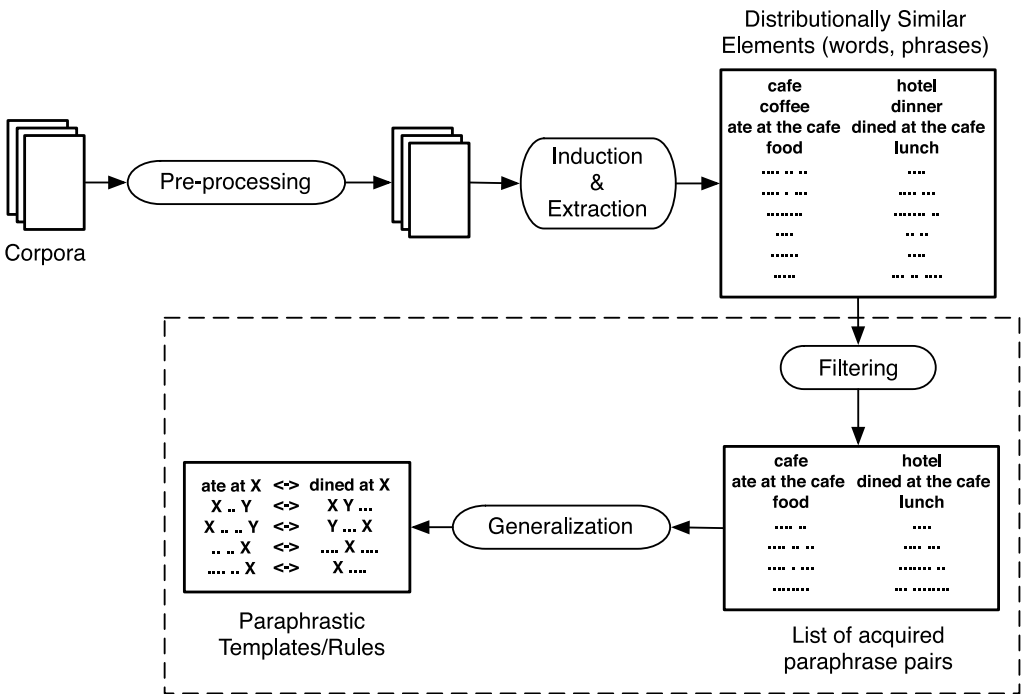 Distributionally Similar
Elements (words, phrases)
cafe hotel
coffee dinner
ate at the cafe dined at the cafe
food lunch
.... .. .. ....
.... . ... .... ...
........ ....... ..
.... .. ..
...... ....
..... ... .. ....
Corpora
Pre-processing
Induction
&
Extraction
Filtering
cafe hotel
ate at the cafe dined at the cafe
food lunch
.... .. ....
.... .. .. .... ...
.... . ... ....... ..
........ ... ........
List of acquired
paraphrase pairs
Generalization
ate at X <-> dined at X
X .. Y <-> X Y ...
X .. .. Y <-> Y ... X
.. .. X <-> .... X ....
.... .. X <-> X ....
Paraphrastic
Templates/Rules